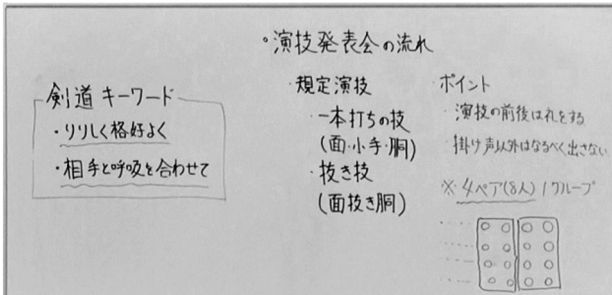 ・演技発表会の流れ
剣道 キーワード
・りりしく格好よく
・相手と呼吸を合わせて
・規定演技
・一本打ちの技
(面・小手・胴)
・抜き技
(面抜き胴)
・ポイント
・演技の前後は礼をする
・掛け声以外はなるべく出さない
※4ペア(8人)1グループ